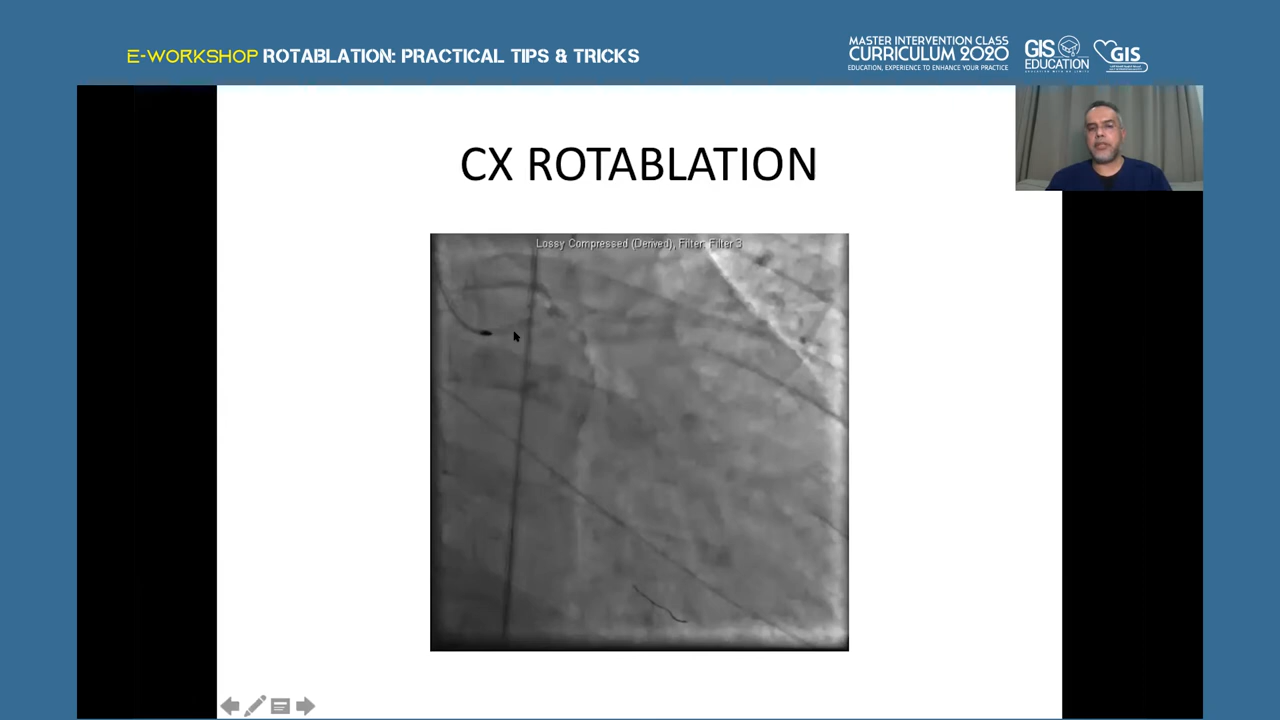 E-WORKSHOP ROTABLATION: PRACTICAL TIPS & TRICKS
MASTER INTERVENTION CLASS
CURRICULUM 2020
EDUCATION, EXPERIENCE TO ENHANCE YOUR PRACTICE
GIS
EDUCATION
GIS
CX ROTABLATION
Lossy Compressed (Derived), Filter: Filter 3